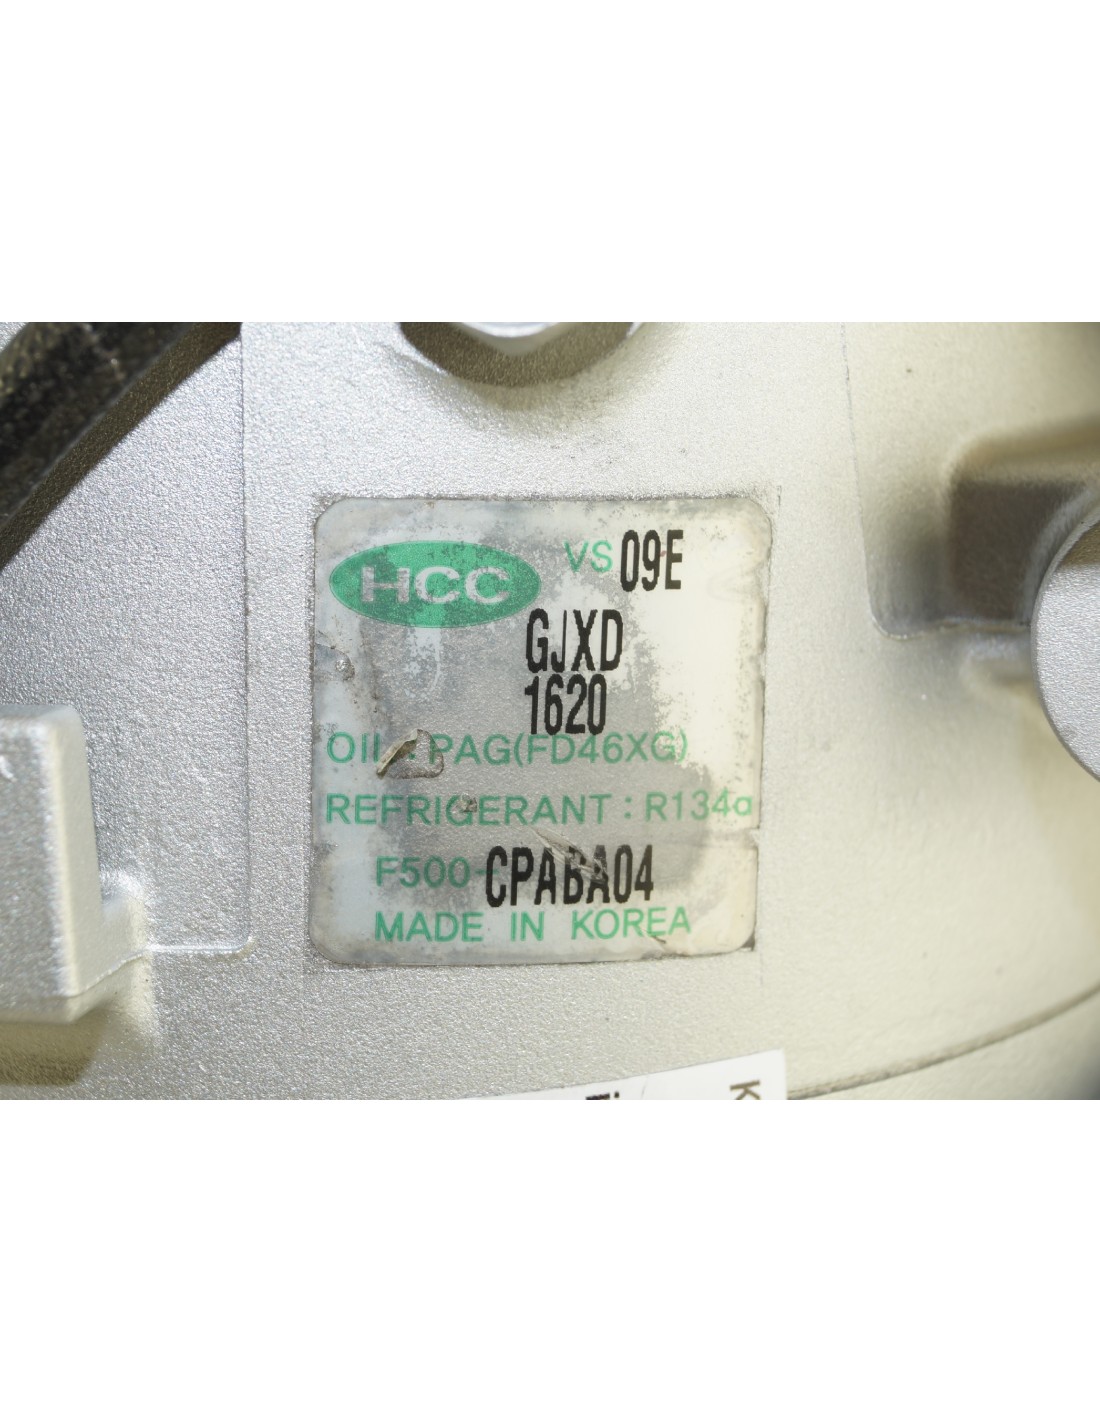 HCC VS 09E
GJXD
1620
OIL : PAG(FD46XG)
REFRIGERANT : R134a
F500-CPABA04
MADE IN KOREA
K